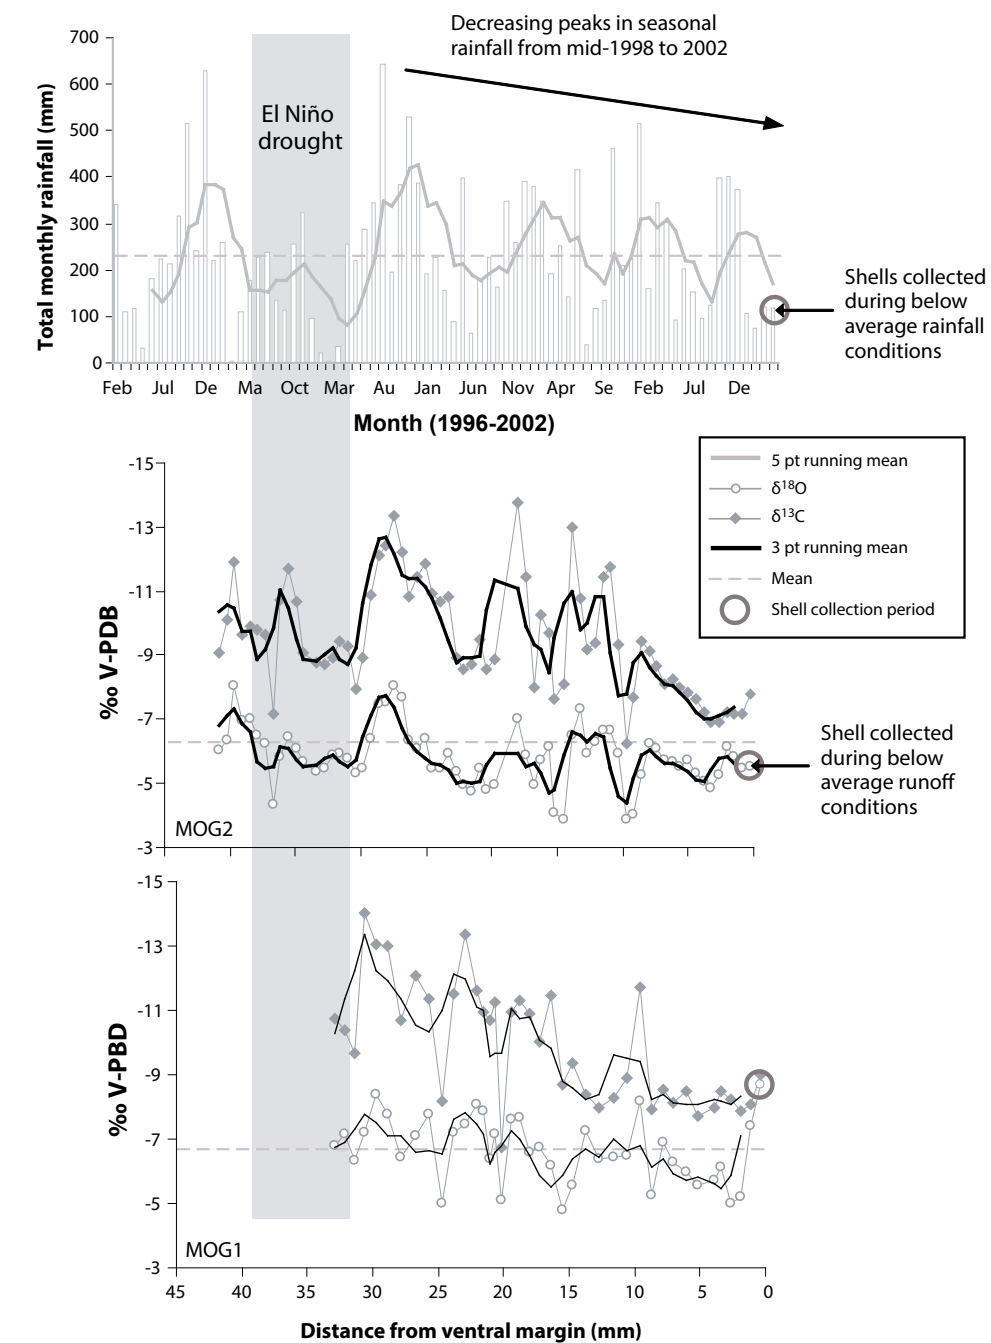 Decreasing peaks in seasonal
rainfall from mid-1998 to 2002
700
600
500
400
300
200
100
0
Total monthly rainfall (mm)
El Niño
drought
Shells collected
during below
average rainfall
conditions
Feb Jul De Ma Oct Mar Au Jan Jun Nov Apr Se Feb Jul De
Month (1996-2002)
5 pt running mean
δ18O
δ13C
3 pt running mean
Mean
Shell collection period
-15
-13
-11
-9
-7
-5
-3
‰ V-PDB
MOG2
Shell collected
during below
average runoff
conditions
-15
-13
-11
-9
-7
-5
-3
‰ V-PBD
MOG1
45 40 35 30 25 20 15 10 5 0
Distance from ventral margin (mm)